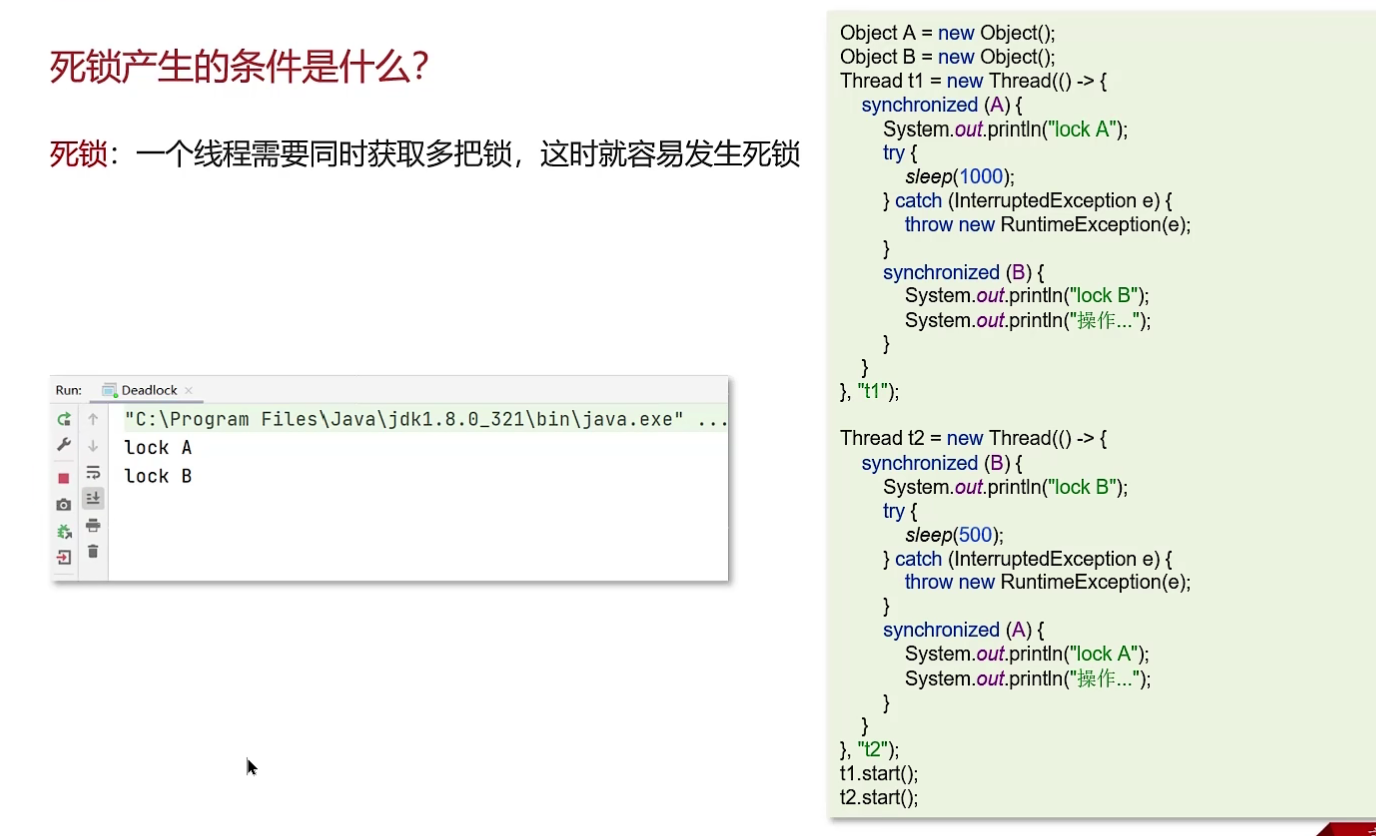 死锁产生的条件是什么?
死锁：一个线程需要同时获取多把锁，这时就容易发生死锁
Run: Deadlock ×
"C:\Program Files\Java\jdk1.8.0_321\bin\java.exe" ...
lock A
lock B
Object A = new Object();
Object B = new Object();
Thread t1 = new Thread(() -> {
synchronized (A) {
System.out.println("lock A");
try {
sleep(1000);
} catch (InterruptedException e) {
throw new RuntimeException(e);
}
synchronized (B) {
System.out.println("lock B");
System.out.println("操作...");
}
}
}, "t1");
Thread t2 = new Thread(() -> {
synchronized (B) {
System.out.println("lock B");
try {
sleep(500);
} catch (InterruptedException e) {
throw new RuntimeException(e);
}
synchronized (A) {
System.out.println("lock A");
System.out.println("操作...");
}
}
}, "t2");
t1.start();
t2.start();